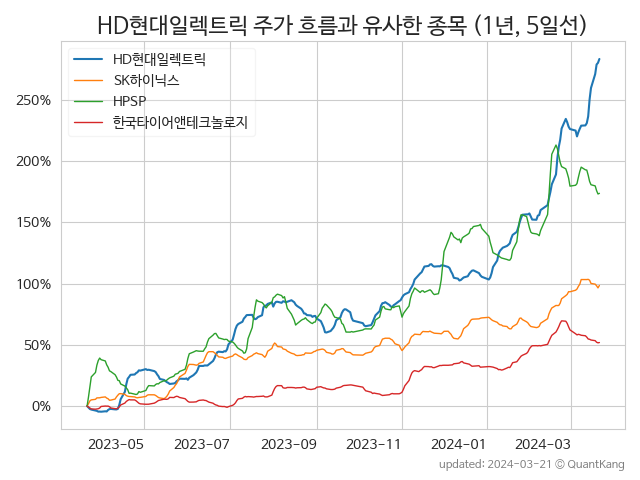 HD현대일렉트릭 주가 흐름과 유사한 종목 (1년, 5일선)
HD현대일렉트릭
SK하이닉스
HPSP
한국타이어앤테크놀로지
250%
200%
150%
100%
50%
0%
2023-05 2023-07 2023-09 2023-11 2024-01 2024-03
updated: 2024-03-21 © QuantKang